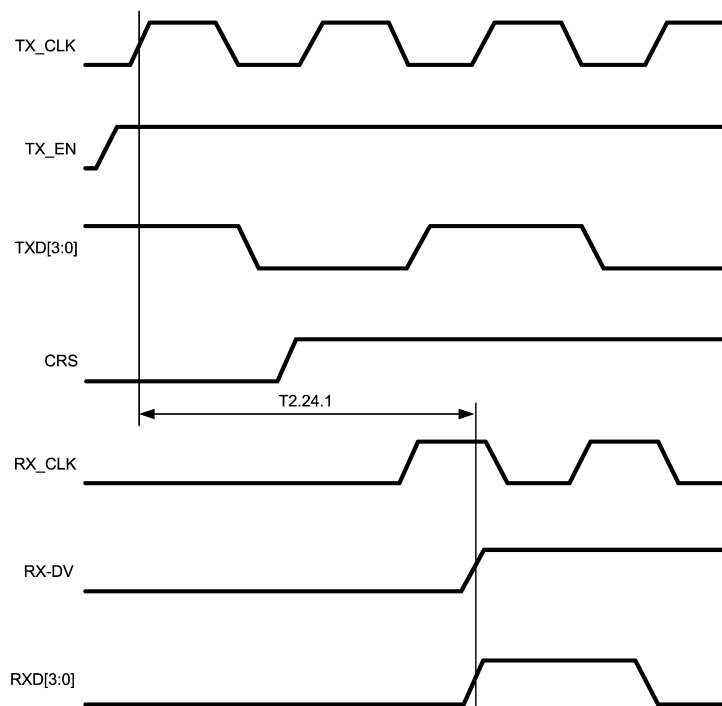 TX_CLK
TX_EN
TXD[3:0]
CRS
T2.24.1
RX_CLK
RX-DV
RXD[3:0]